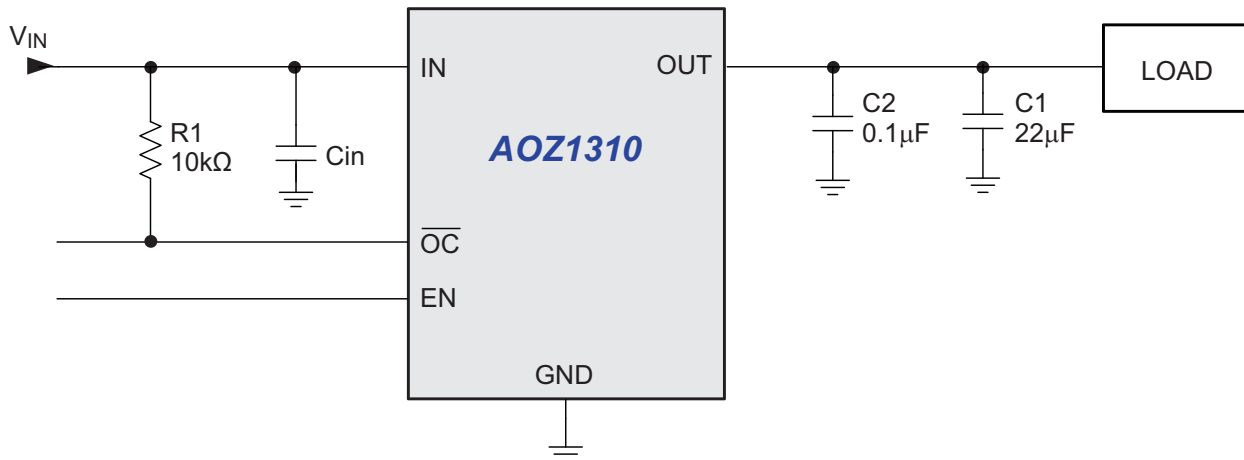 VIN
IN
OUT
LOAD
R1
10kΩ
Cin
AOZ1310
C2
0.1μF
C1
22μF
OC
EN
GND